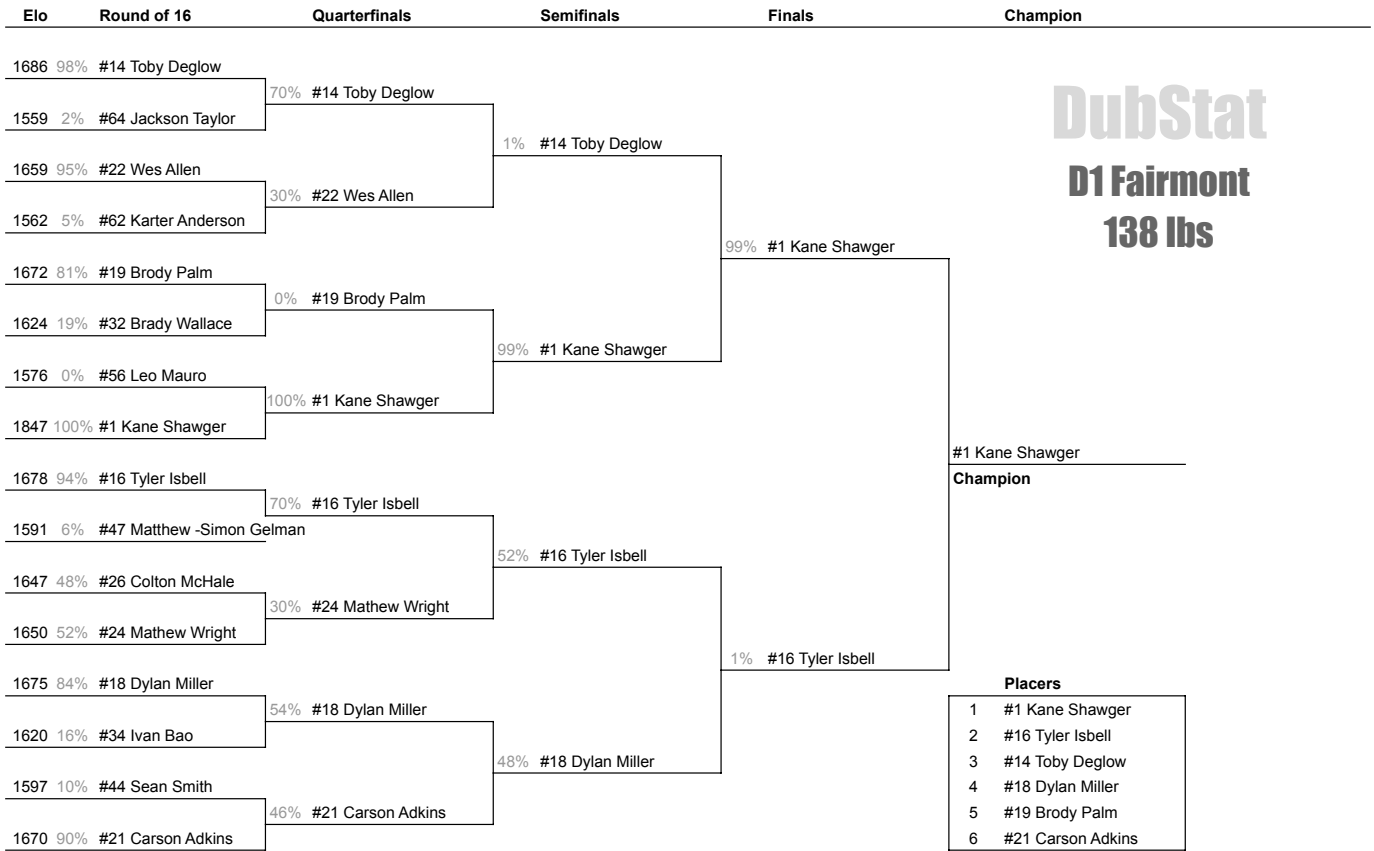 Elo Round of 16 Quarterfinals Semifinals Finals Champion
1686 98% #14 Toby Deglow
70% #14 Toby Deglow
DubStat
1559 2% #64 Jackson Taylor
1% #14 Toby Deglow
1659 95% #22 Wes Allen
D1 Fairmont
30% #22 Wes Allen
1562 5% #62 Karter Anderson
138 lbs
99% #1 Kane Shawger
1672 81% #19 Brody Palm
0% #19 Brody Palm
1624 19% #32 Brady Wallace
99% #1 Kane Shawger
1576 0% #56 Leo Mauro
100% #1 Kane Shawger
1847 100% #1 Kane Shawger
#1 Kane Shawger
1678 94% #16 Tyler Isbell
Champion
70% #16 Tyler Isbell
1591 6% #47 Matthew -Simon Gelman
52% #16 Tyler Isbell
1647 48% #26 Colton McHale
30% #24 Mathew Wright
1650 52% #24 Mathew Wright
1% #16 Tyler Isbell
1675 84% #18 Dylan Miller
Placers
54% #18 Dylan Miller
1 #1 Kane Shawger
1620 16% #34 Ivan Bao
2 #16 Tyler Isbell
48% #18 Dylan Miller
3 #14 Toby Deglow
1597 10% #44 Sean Smith
4 #18 Dylan Miller
46% #21 Carson Adkins
5 #19 Brody Palm
1670 90% #21 Carson Adkins
6 #21 Carson Adkins